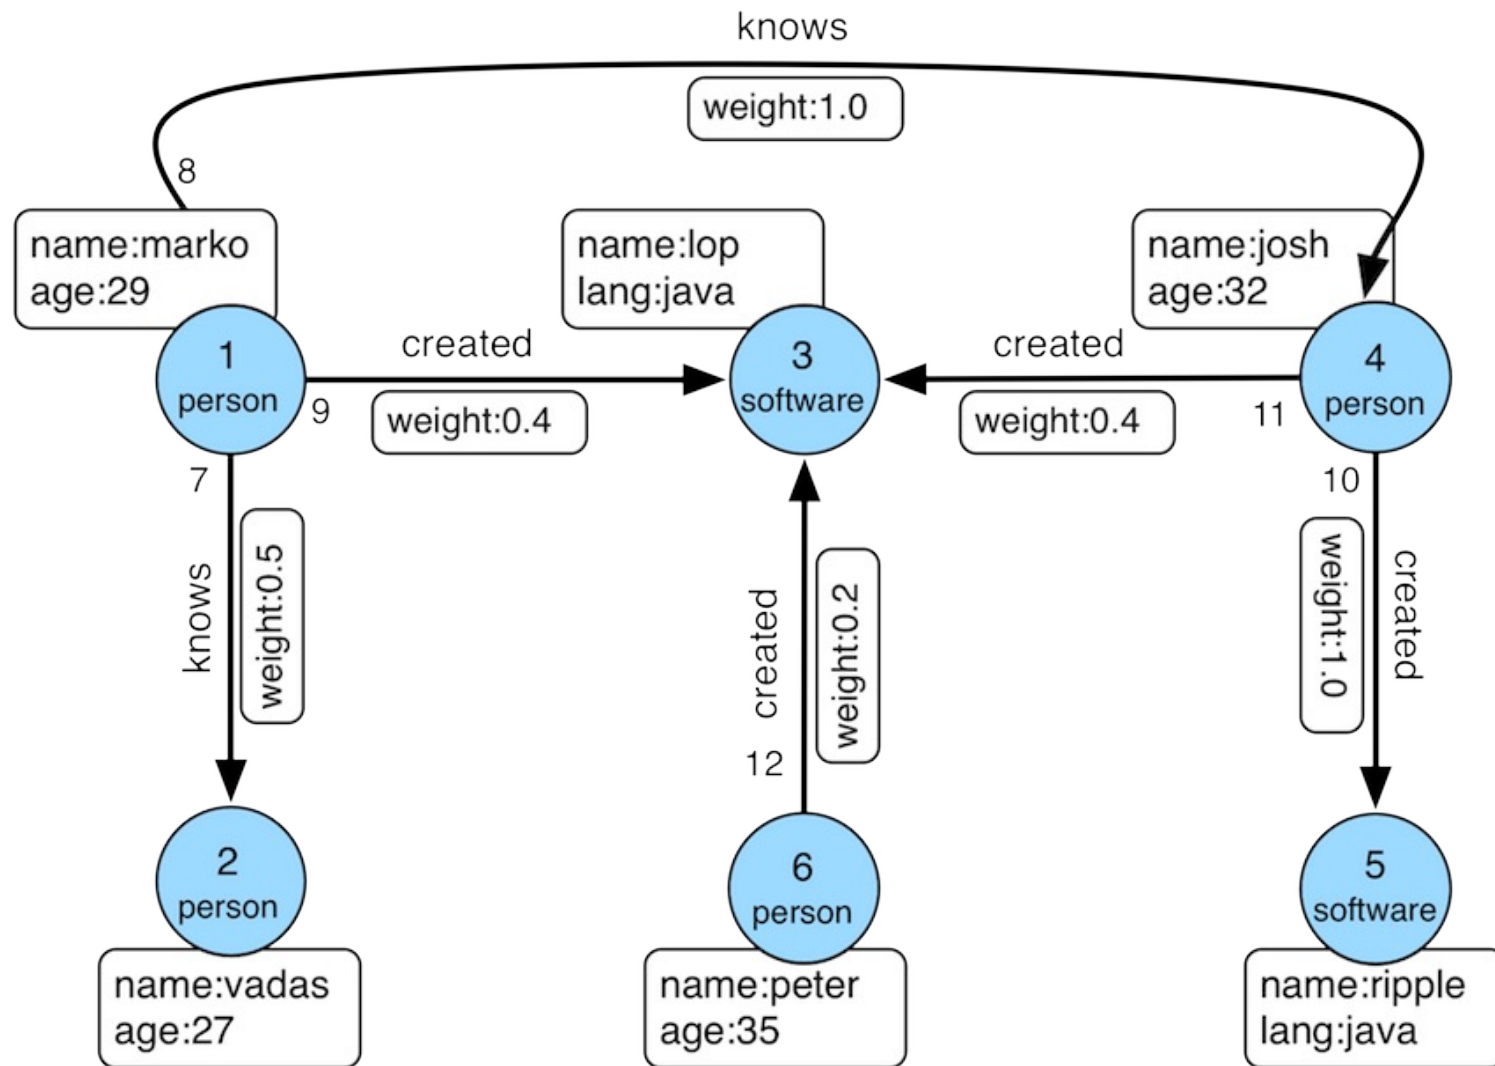 knows
weight:1.0
8
name:marko
age:29
name:lop
lang:java
name:josh
age:32
1
person
created
9
weight:0.4
3
software
created
weight:0.4
11
4
person
7
knows
weight:0.5
created
weight:0.2
12
10
weight:1.0
created
2
person
name:vadas
age:27
6
person
name:peter
age:35
5
software
name:ripple
lang:java